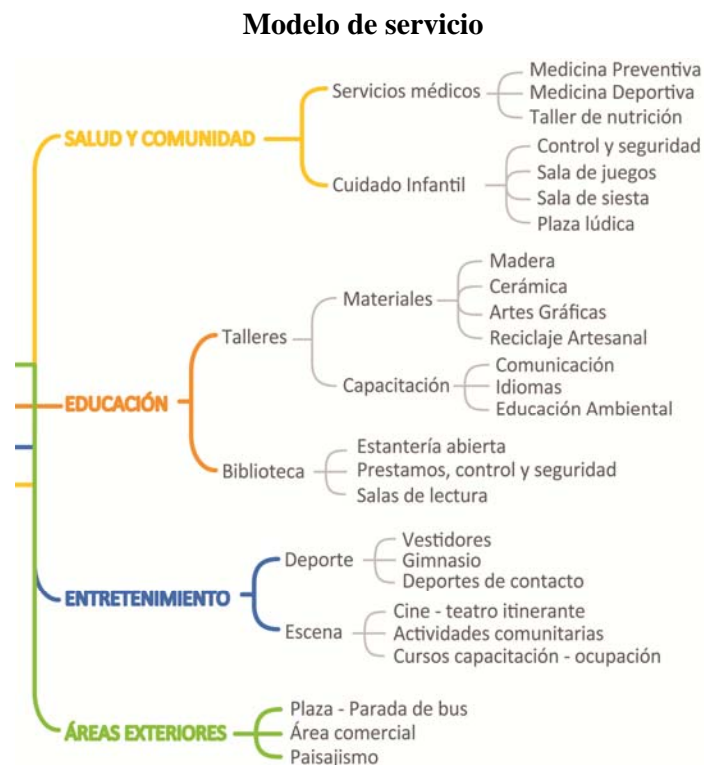 Modelo de servicio
SALUD Y COMUNIDAD
Servicios médicos
Medicina Preventiva
Medicina Deportiva
Taller de nutrición
Cuidado Infantil
Control y seguridad
Sala de juegos
Sala de siesta
Plaza lúdica
EDUCACIÓN
Talleres
Materiales
Madera
Cerámica
Artes Gráficas
Reciclaje Artesanal
Capacitación
Comunicación
Idiomas
Educación Ambiental
Biblioteca
Estantería abierta
Prestamos, control y seguridad
Salas de lectura
ENTRETENIMIENTO
Deporte
Vestidores
Gimnasio
Deportes de contacto
Escena
Cine - teatro itinerante
Actividades comunitarias
Cursos capacitación - ocupación
ÁREAS EXTERIORES
Plaza - Parada de bus
Área comercial
Paisajismo